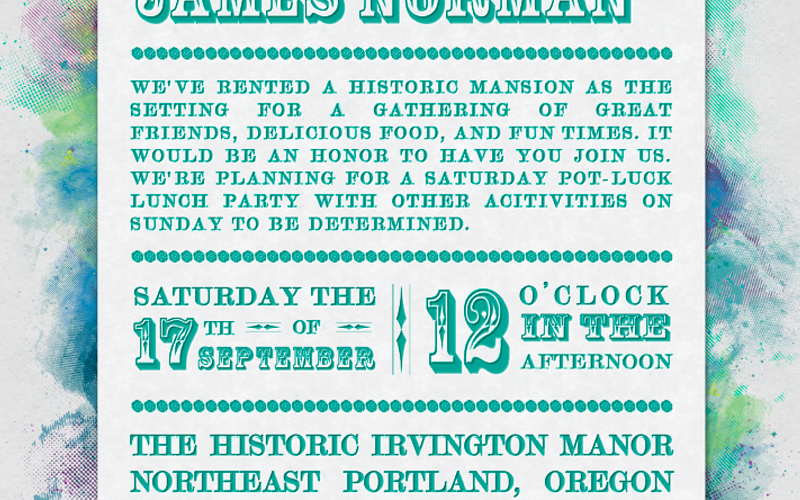 JAMES NORMAN
WE'VE RENTED A HISTORIC MANSION AS THE
SETTING FOR A GATHERING OF GREAT
FRIENDS, DELICIOUS FOOD, AND FUN TIMES. IT
WOULD BE AN HONOR TO HAVE YOU JOIN US.
WE'RE PLANNING FOR A SATURDAY POT-LUCK
LUNCH PARTY WITH OTHER ACITIVITIES ON
SUNDAY TO BE DETERMINED.
SATURDAY THE
17TH OF
SEPTEMBER
12
O'CLOCK
IN THE
AFTERNOON
THE HISTORIC IRVINGTON MANOR
NORTHEAST PORTLAND, OREGON